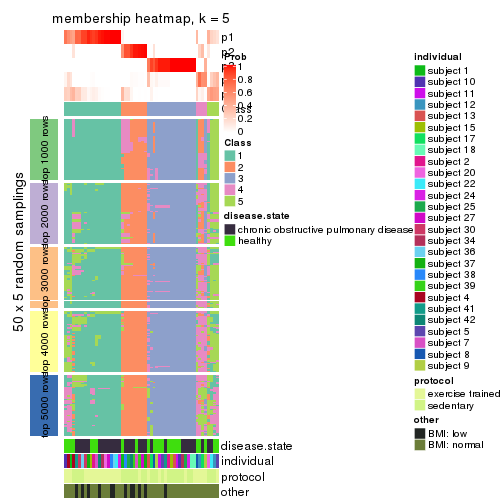 membership heatmap, k = 5
p1
p2
p3
Prob
1
0.8
0.6
0.4
0.2
0
Class
1
2
3
4
5
disease.state
chronic obstructive pulmonary disease
healthy
50 x 5 random samplings
top 1000 rows
top 2000 rows
top 3000 rows
top 4000 rows
top 5000 rows
disease.state
individual
protocol
other
individual
subject 1
subject 10
subject 11
subject 12
subject 13
subject 15
subject 17
subject 18
subject 2
subject 20
subject 22
subject 24
subject 25
subject 27
subject 30
subject 34
subject 36
subject 37
subject 38
subject 39
subject 4
subject 41
subject 42
subject 5
subject 7
subject 8
subject 9
protocol
exercise trained
sedentary
other
BMI: low
BMI: normal